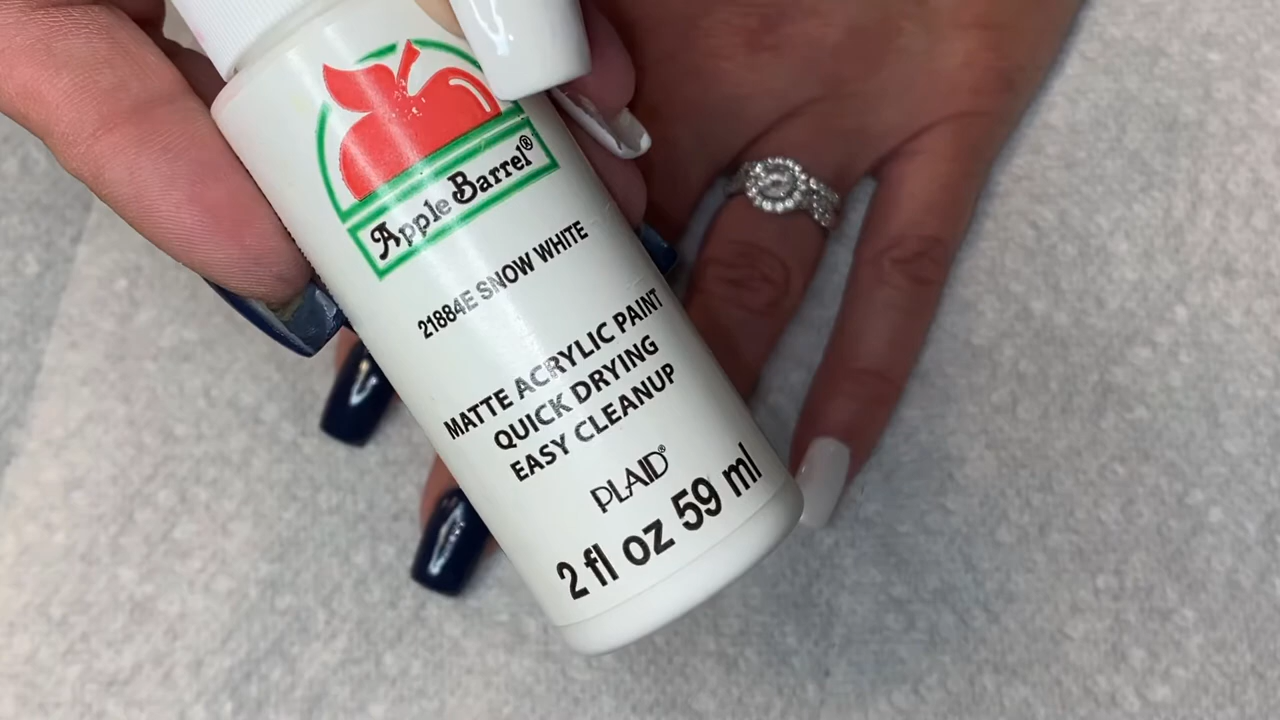 Apple Barrel®
21884E SNOW WHITE
MATTE ACRYLIC PAINT
QUICK DRYING
EASY CLEANUP
PLAID®
2 fl oz 59 ml